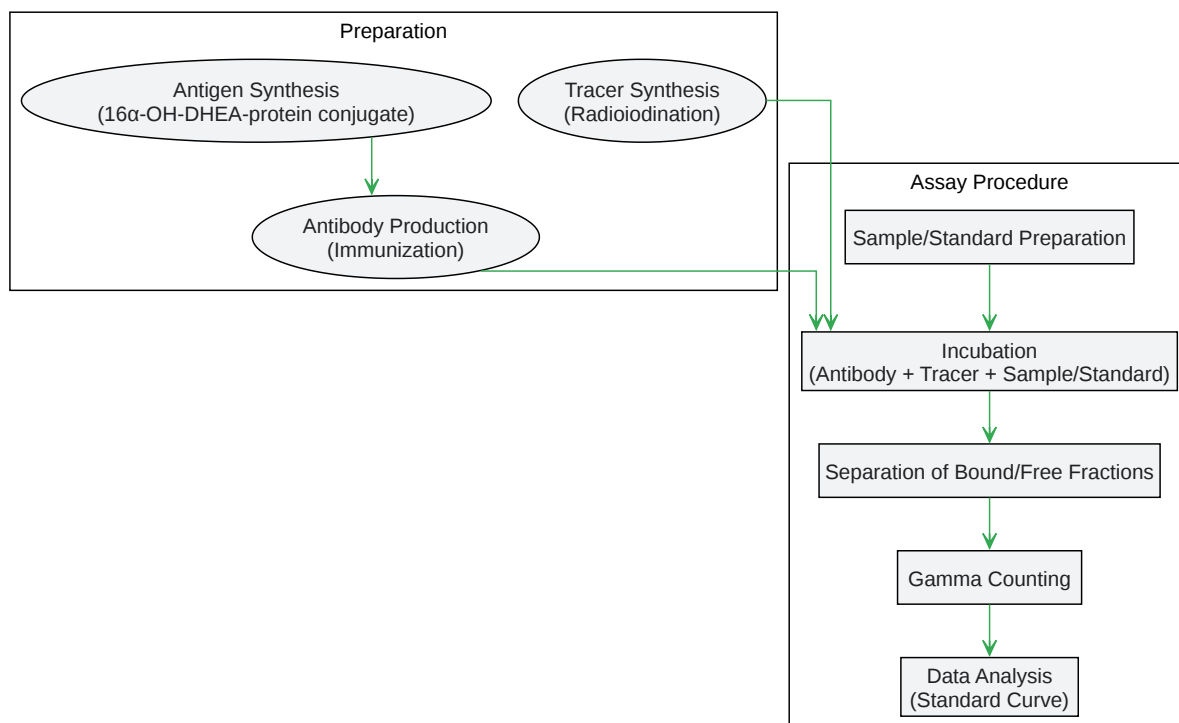 Preparation
Antigen Synthesis
(16α-OH-DHEA-protein conjugate)
Tracer Synthesis
(Radioiodination)
Antibody Production
(Immunization)
Assay Procedure
Sample/Standard Preparation
Incubation
(Antibody + Tracer + Sample/Standard)
Separation of Bound/Free Fractions
Gamma Counting
Data Analysis
(Standard Curve)